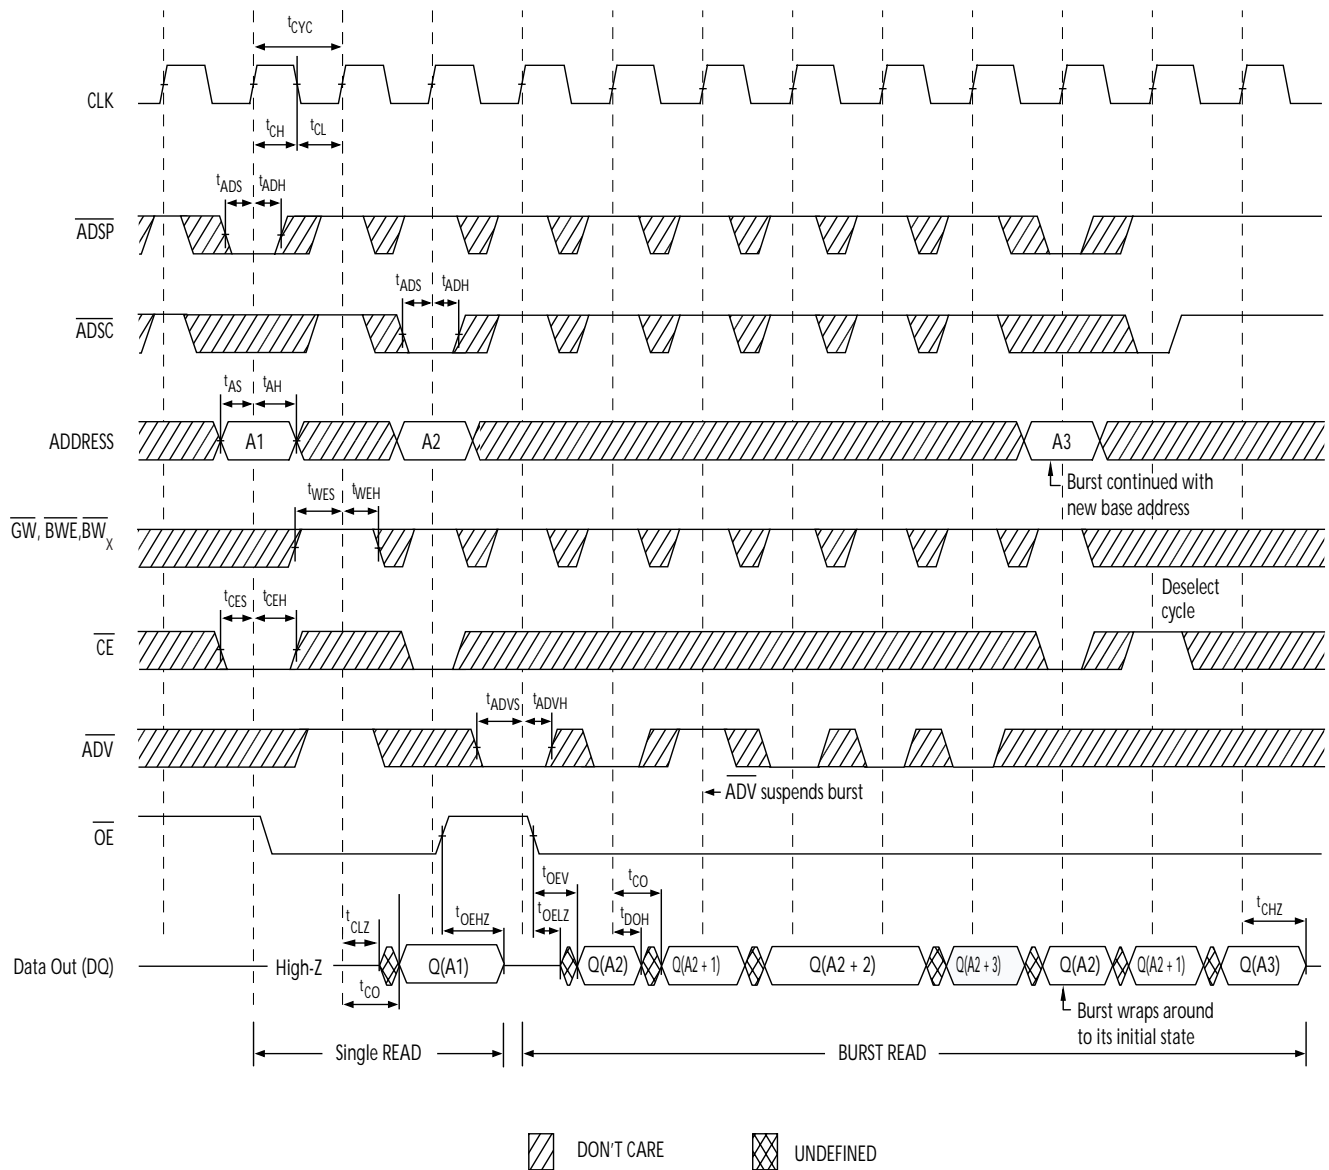 tCYC
CLK
tCH
tCL
tADS
tADH
ADSP
tADS
tADH
ADSC
tAS
tAH
ADDRESS
A1
A2
A3
Burst continued with
new base address
tWES
tWEH
GW, BWE,BWX
Deselect
cycle
tCES
tCEH
CE
tADVS
tADVH
ADV
ADV suspends burst
OE
tOEV
tCO
tCLZ
tOEHZ
tOELZ
tDOH
tCHZ
Data Out (DQ)
High-Z
Q(A1)
Q(A2)
Q(A2 + 1)
Q(A2 + 2)
Q(A2 + 3)
Q(A2)
Q(A2 + 1)
Q(A3)
tCO
Burst wraps around
to its initial state
Single READ
BURST READ
DON'T CARE
UNDEFINED